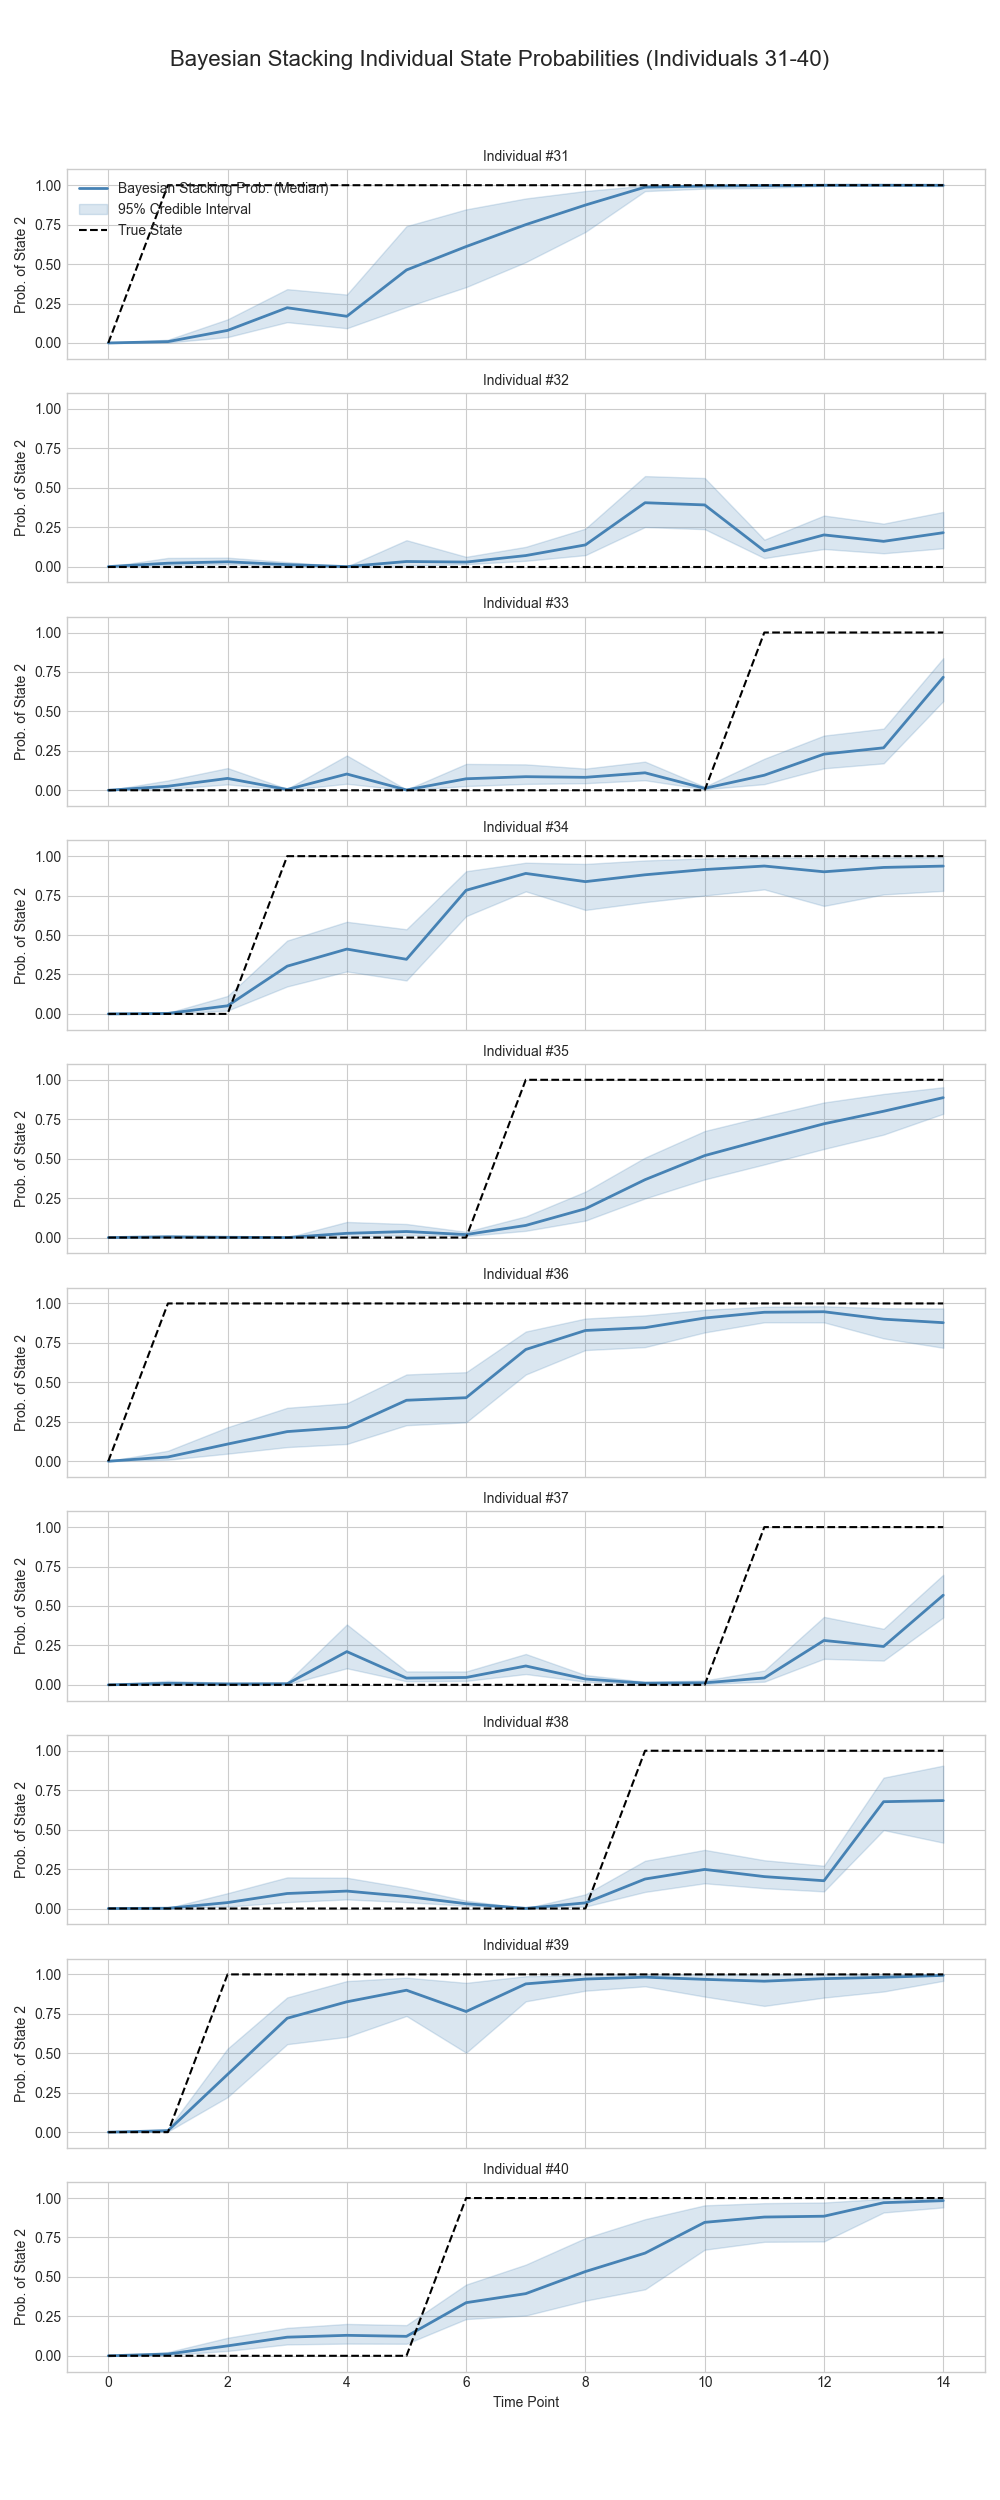 Bayesian Stacking Individual State Probabilities (Individuals 31-40)
Individual #31
Bayesian Stacking Prob. (Median)
95% Credible Interval
True State
1.00
0.75
0.50
0.25
0.00
Prob. of State 2
Individual #32
1.00
0.75
0.50
0.25
0.00
Prob. of State 2
Individual #33
1.00
0.75
0.50
0.25
0.00
Prob. of State 2
Individual #34
1.00
0.75
0.50
0.25
0.00
Prob. of State 2
Individual #35
1.00
0.75
0.50
0.25
0.00
Prob. of State 2
Individual #36
1.00
0.75
0.50
0.25
0.00
Prob. of State 2
Individual #37
1.00
0.75
0.50
0.25
0.00
Prob. of State 2
Individual #38
1.00
0.75
0.50
0.25
0.00
Prob. of State 2
Individual #39
1.00
0.75
0.50
0.25
0.00
Prob. of State 2
Individual #40
1.00
0.75
0.50
0.25
0.00
Prob. of State 2
0 2 4 6 8 10 12 14
Time Point